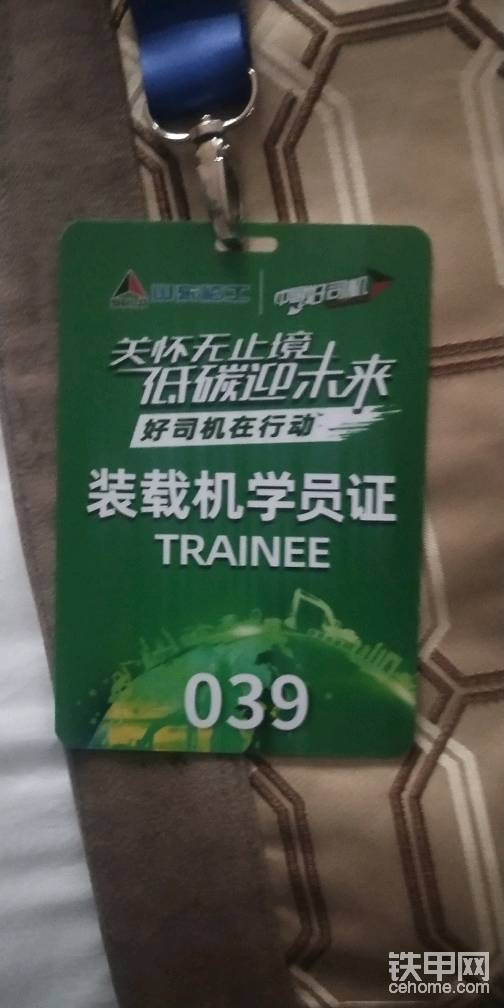 山东临工
中国好司机
关怀无止境
低碳迎未来
好司机在行动
装载机学员证
TRAINEE
039
铁甲网
cehome.com